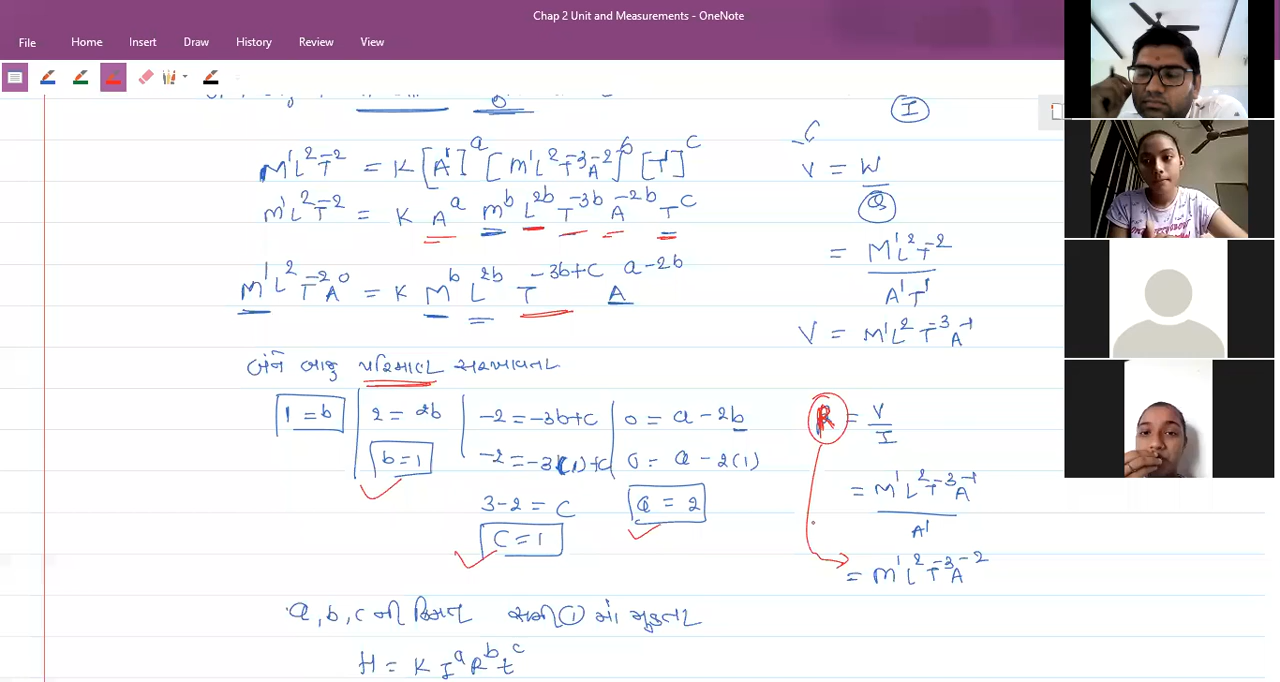 Chap 2 Unit and Measurements - OneNote
File Home Insert Draw History Review View
M¹L²T⁻² = K [A¹]ᵃ [M¹L²T⁻³A⁻²]ᵇ [T¹]ᶜ
M¹L²T⁻² = K Aᵃ Mᵇ L²ᵇ T⁻³ᵇ A⁻²ᵇ Tᶜ
M¹L²T⁻²A⁰ = K Mᵇ L²ᵇ T⁻³ᵇ⁺ᶜ Aᵃ⁻²ᵇ
બંને બાજુ પરિમાણ સરખાવતાં
1 = b
2 = 2b
b = 1
-2 = -3b+c
-2 = -3(1)+c
3-2 = c
c = 1
0 = a - 2b
0 = a - 2(1)
a = 2
a, b, c ની કિંમત સમી ① માં મુકતાં
H = K Iᵃ Rᵇ tᶜ
I
V = W/Q
= M¹L²T⁻²/A¹T¹
V = M¹L²T⁻³A⁻¹
R = V/I
= M¹L²T⁻³A⁻¹/A¹
= M¹L²T⁻³A⁻²